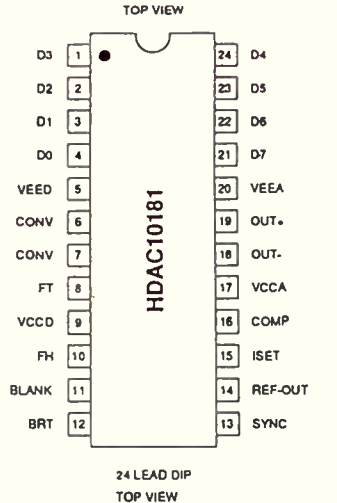 TOP VIEW
D3 1 24 D4
D2 2 23 D5
D1 3 22 D6
D0 4 21 D7
VEED 5 20 VEEA
CONV 6 19 OUT+
CONV 7 18 OUT-
FT 8 17 VCCA
VCCD 9 16 COMP
FH 10 15 ISET
BLANK 11 14 REF-OUT
BRT 12 13 SYNC
HDAC10181
24 LEAD DIP
TOP VIEW